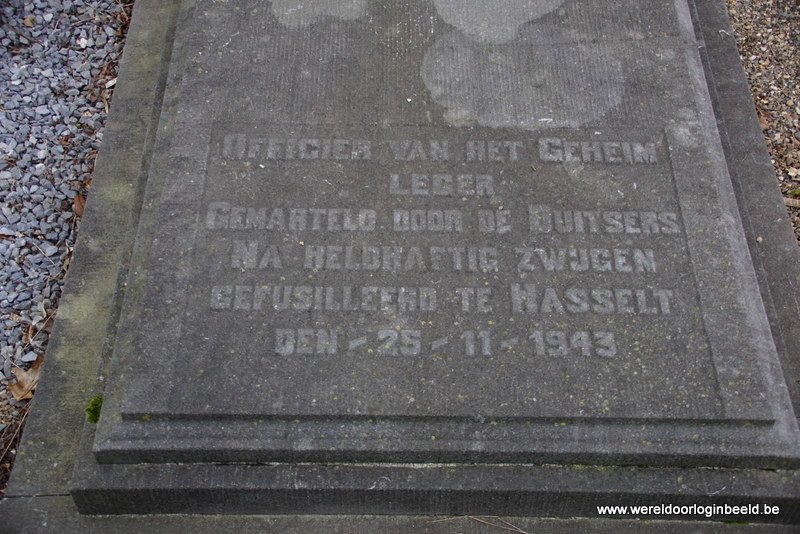 Officier van het Geheim
Leger
Gemarteld door de Duitsers
Na heldhaftig zwijgen
gefusilleerd te Hasselt
den - 25 - 11 - 1943
www.wereldoorloginbeeld.be